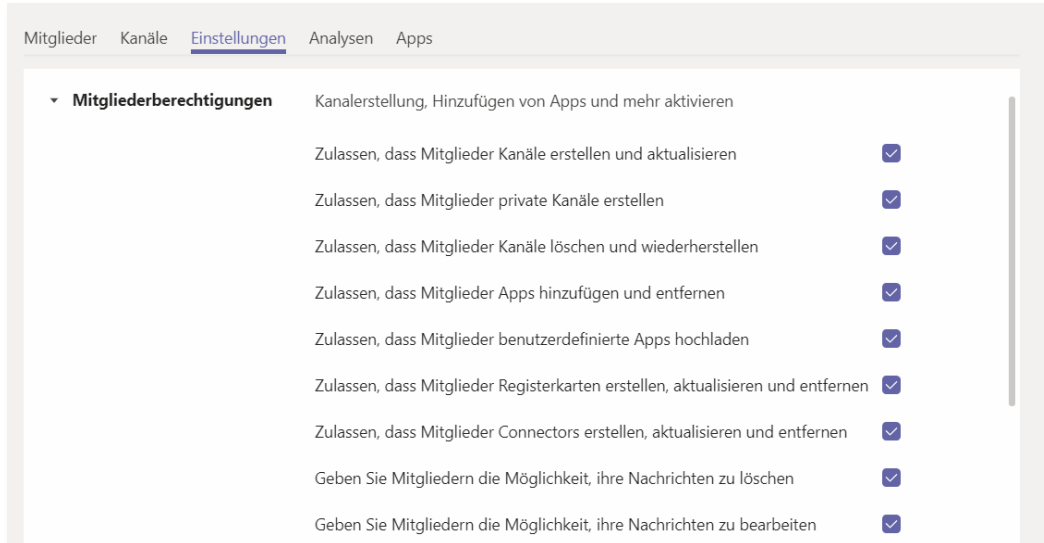 Mitglieder Kanäle Einstellungen Analysen Apps
Mitgliederberechtigungen Kanalerstellung, Hinzufügen von Apps und mehr aktivieren
Zulassen, dass Mitglieder Kanäle erstellen und aktualisieren
Zulassen, dass Mitglieder private Kanäle erstellen
Zulassen, dass Mitglieder Kanäle löschen und wiederherstellen
Zulassen, dass Mitglieder Apps hinzufügen und entfernen
Zulassen, dass Mitglieder benutzerdefinierte Apps hochladen
Zulassen, dass Mitglieder Registerkarten erstellen, aktualisieren und entfernen
Zulassen, dass Mitglieder Connectors erstellen, aktualisieren und entfernen
Geben Sie Mitgliedern die Möglichkeit, ihre Nachrichten zu löschen
Geben Sie Mitgliedern die Möglichkeit, ihre Nachrichten zu bearbeiten